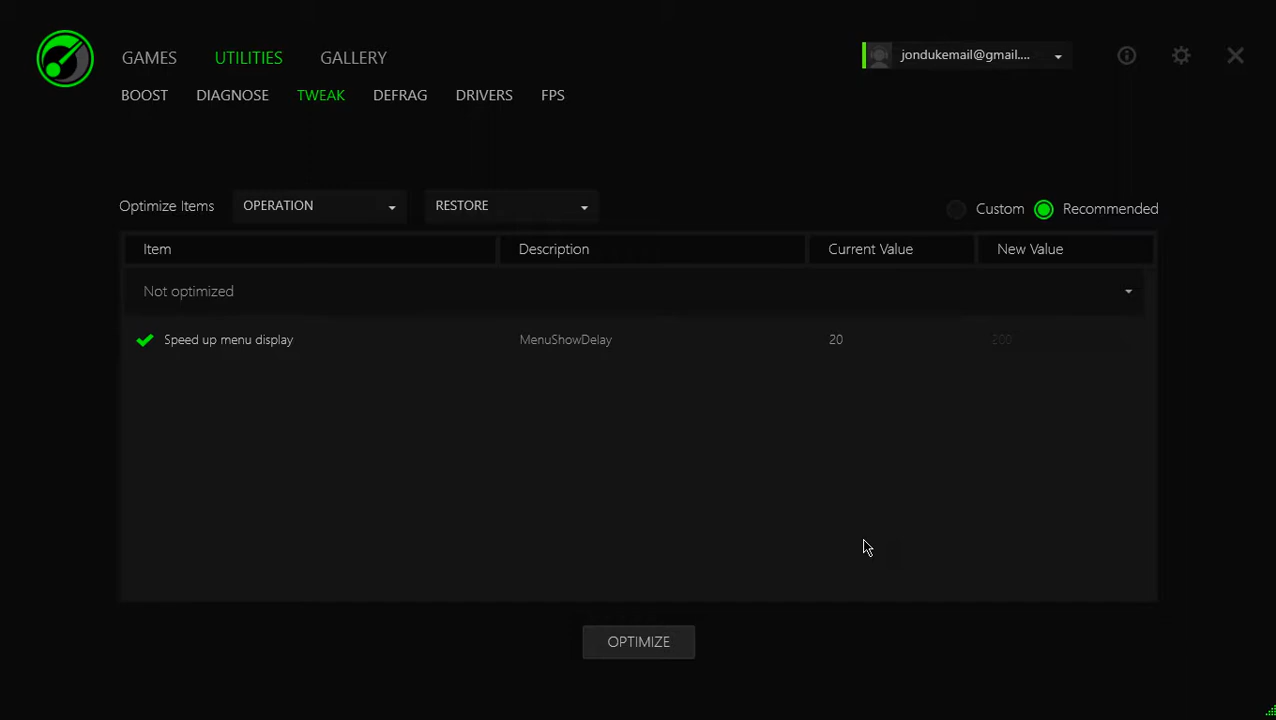 GAMES UTILITIES GALLERY
jondukemail@gmail....
BOOST DIAGNOSE TWEAK DEFRAG DRIVERS FPS
Optimize Items OPERATION RESTORE Custom Recommended
Item Description Current Value New Value
Not optimized
Speed up menu display MenuShowDelay 20 200
OPTIMIZE